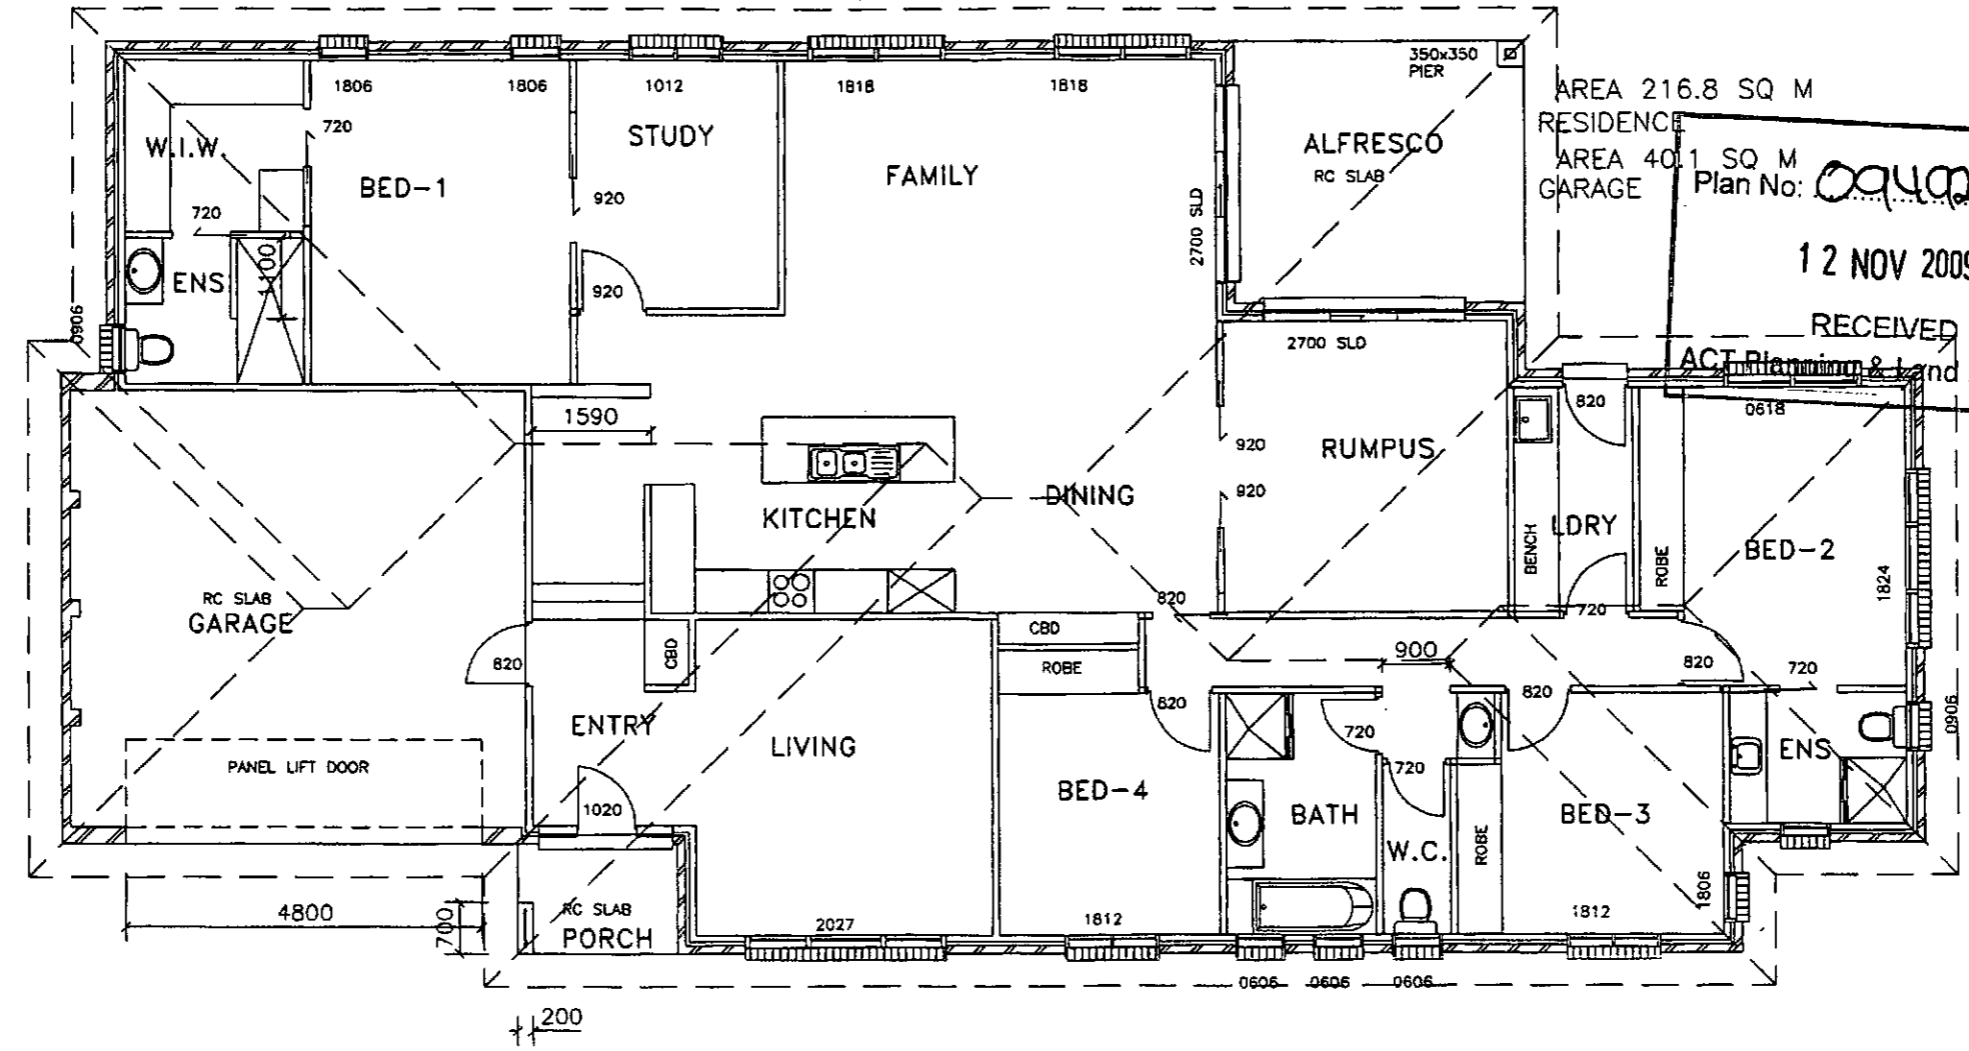 1806
1806
1012
1818
1818
350x350
PIER
AREA 216.8 SQ M
RESIDENCE
AREA 40.1 SQ M
GARAGE
Plan No:
12 NOV 2009
RECEIVED
ACT Planning & Land
W.I.W.
720
BED-1
STUDY
FAMILY
ALFRESCO
RC SLAB
720
920
2700 SLD
ENS
1100
920
0906
2700 SLD
1590
820
0618
920
RUMPUS
920
DINING
KITCHEN
BENCH
LDRY
ROBE
BED-2
1824
RC SLAB
GARAGE
820
CBD
820
CBD
ROBE
720
900
820
720
820
820
ENTRY
LIVING
720
720
0906
PANEL LIFT DOOR
1020
BED-4
BATH
W.C.
ROBE
BED-3
ENS
1806
4800
700
RC SLAB
PORCH
2027
1812
1812
0606
0606
0606
200